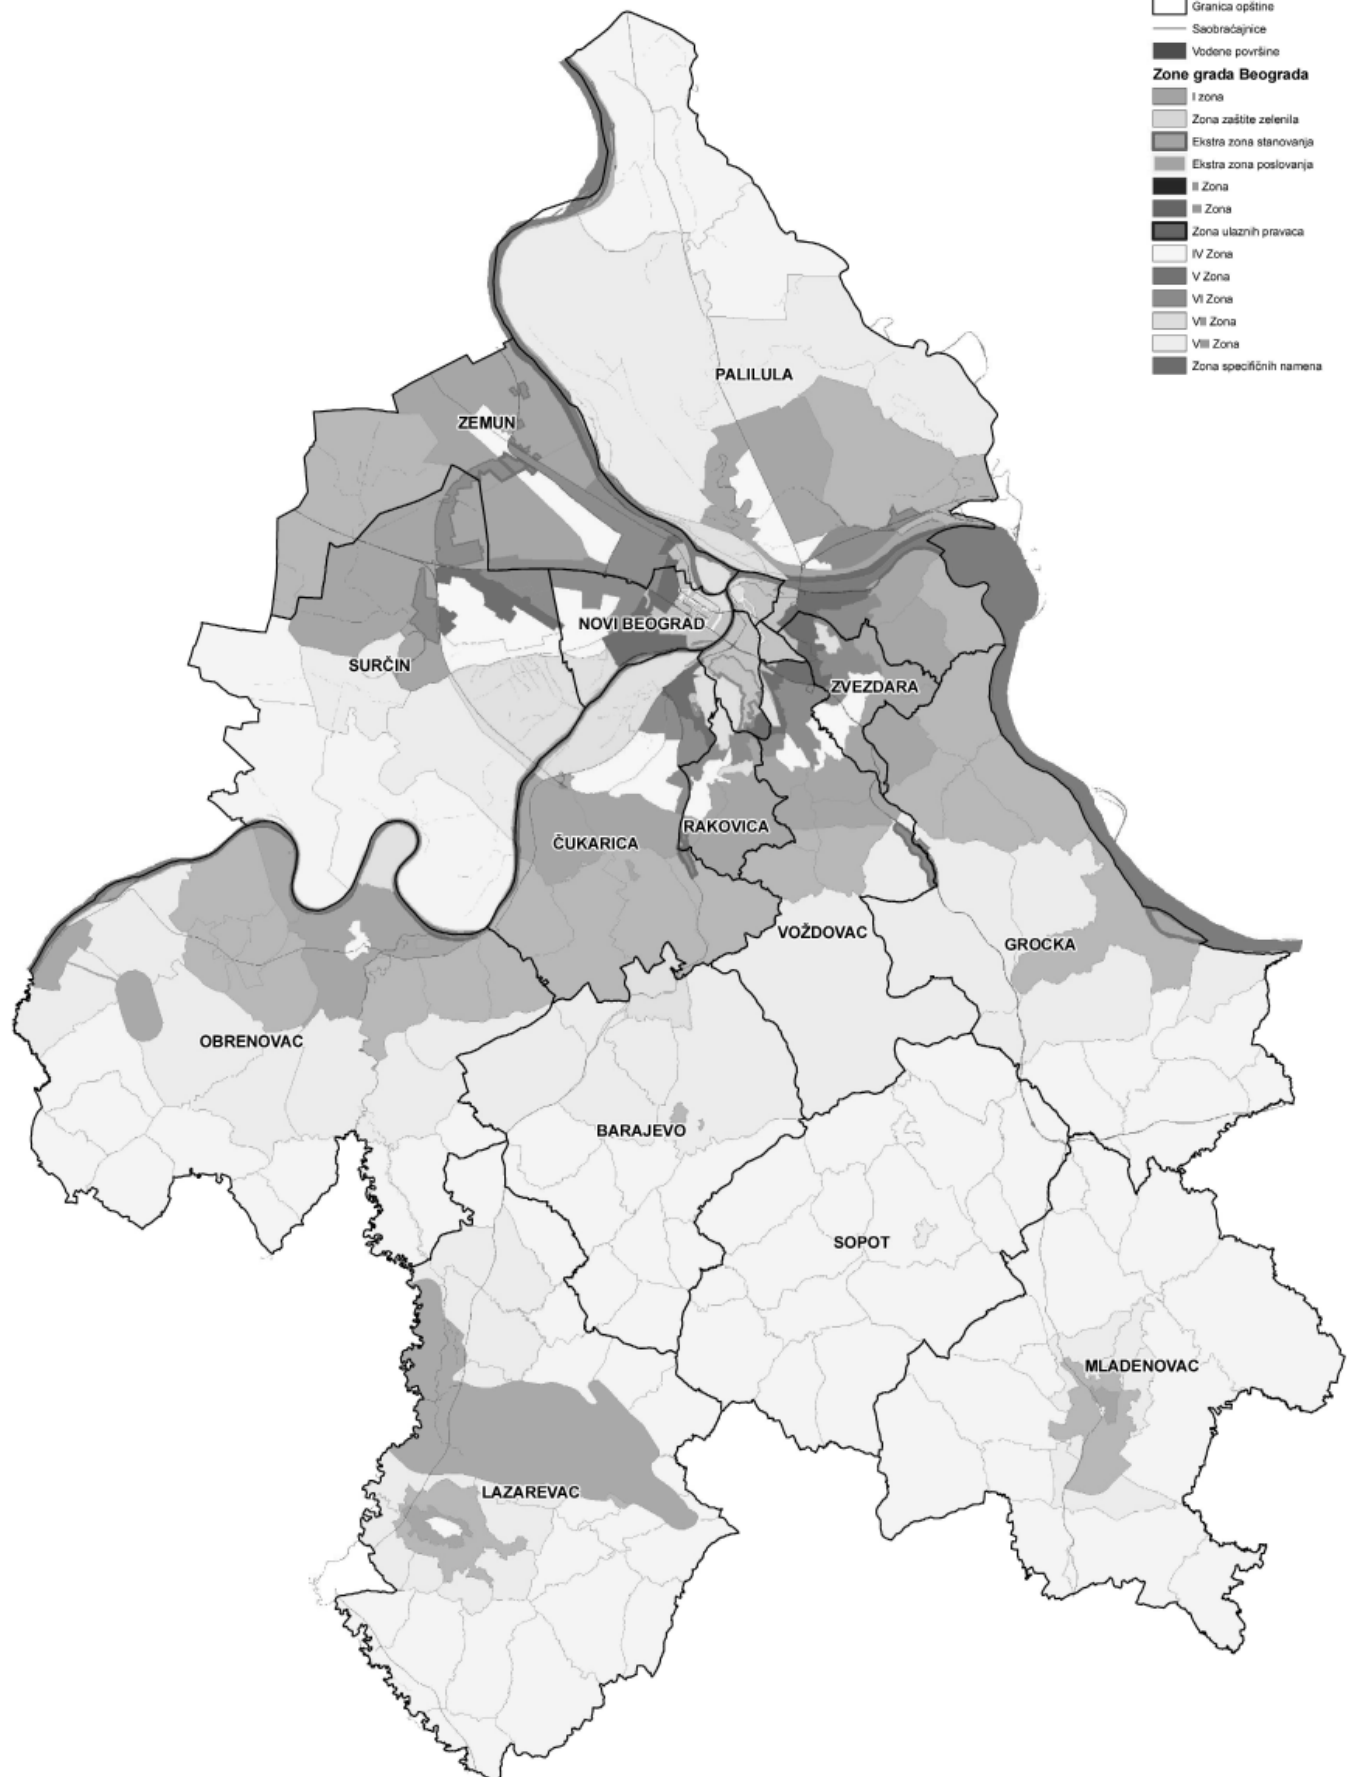 Granica opštine
Saobraćajnice
Vodene površine
Zone grada Beograda
I zona
Zona zaštite zelenila
Ekstra zona stanovanja
Ekstra zona poslovanja
II Zona
III Zona
Zona ulaznih pravaca
IV Zona
V Zona
VI Zona
VII Zona
VIII Zona
Zona specifičnih namena
PALILULA
ZEMUN
NOVI BEOGRAD
SURČIN
ZVEZDARA
RAKOVICA
ČUKARICA
VOŽDOVAC
GROCKA
OBRENOVAC
BARAJEVO
SOPOT
MLADENOVAC
LAZAREVAC